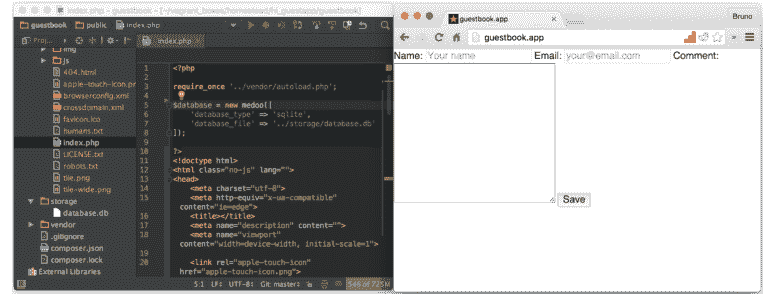 index.php
guestbook
public
index.php
Proj...
index.php
img
js
404.html
apple-touch-icon.pn
browserconfig.xml
crossdomain.xml
favicon.ico
humans.txt
index.php
LICENSE.txt
robots.txt
tile.png
tile-wide.png
storage
database.db
vendor
.gitignore
composer.json
composer.lock
External Libraries
1 <?php
2
3 require_once '../vendor/autoload.php';
4
5 $database = new medoo([
6 'database_type' => 'sqlite',
7 'database_file' => '../storage/database.db'
8 ]);
9
10 ?>
11 <!doctype html>
12 <html class="no-js" lang="">
13 <head>
14 <meta charset="utf-8">
15 <meta http-equiv="x-ua-compatible"
content="ie=edge">
16 <title></title>
17 <meta name="description" content="">
18 <meta name="viewport"
content="width=device-width, initial-scale=1">
19
20 <link rel="apple-touch-icon"
href="apple-touch-icon.png">
5:1 LF UTF-8 Git: master
guestbook.app
Bruno
guestbook.app
Name: Your name Email: your@email.com Comment:
Save